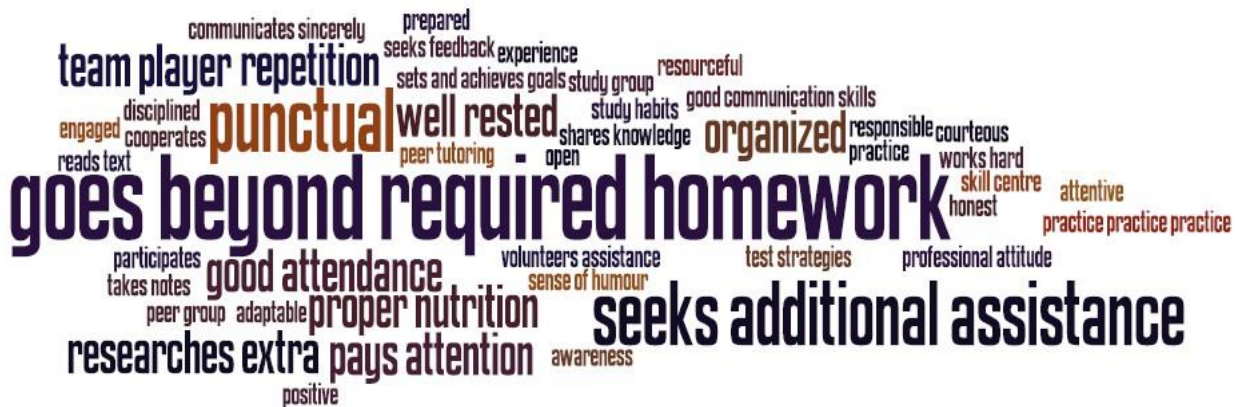 communicates sincerely
prepared
team player
repetition
seeks feedback
experience
resourceful
sets and achieves goals
study group
disciplined
punctual
well rested
study habits
good communication skills
engaged
cooperates
shares knowledge
organized
responsible
courteous
reads text
peer tutoring
open
practice
works hard
goes beyond required homework
skill centre
attentive
honest
practice practice practice
participates
good attendance
volunteers assistance
test strategies
professional attitude
takes notes
sense of humour
peer group
adaptable
proper nutrition
seeks additional assistance
researches extra
pays attention
awareness
positive